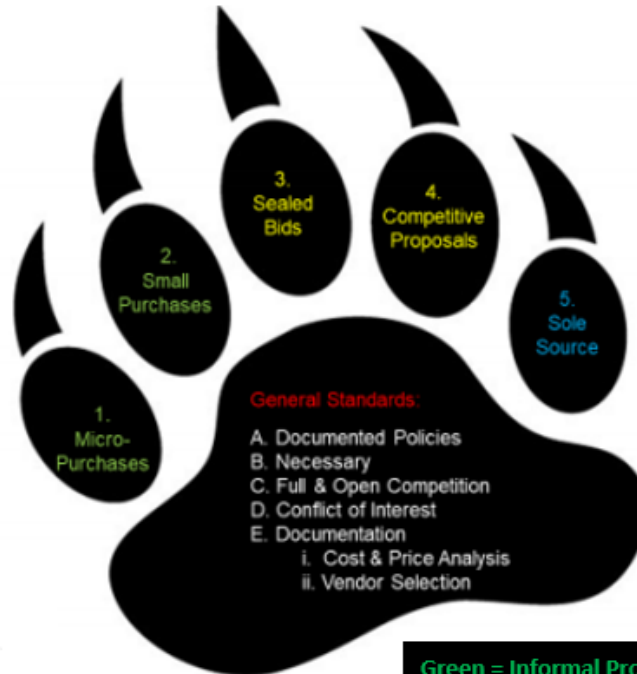 1.
Micro-
Purchases
2.
Small
Purchases
3.
Sealed
Bids
4.
Competitive
Proposals
5.
Sole
Source
General Standards:
A. Documented Policies
B. Necessary
C. Full & Open Competition
D. Conflict of Interest
E. Documentation
i. Cost & Price Analysis
ii. Vendor Selection
Green = Informal